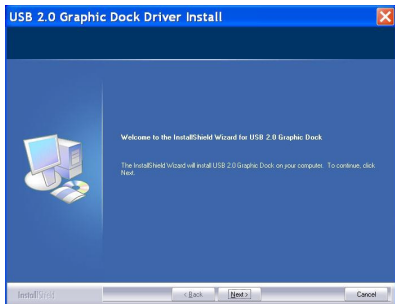 USB 2.0 Graphic Dock Driver Install
Welcome to the InstallShield Wizard for USB 2.0 Graphic Dock
The InstallShield Wizard will install USB 2.0 Graphic Dock on your computer. To continue, click
Next.
InstallShield
< Back
Next >
Cancel